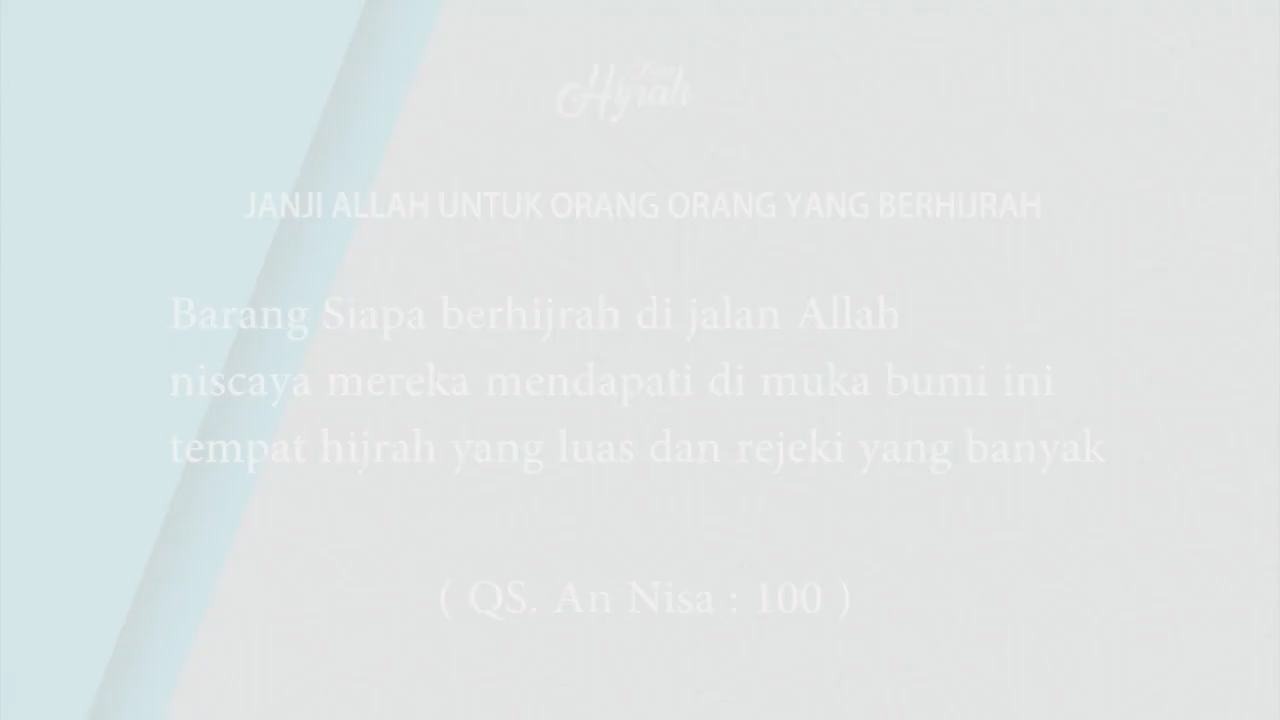 Hijrah
JANJI ALLAH UNTUK ORANG ORANG YANG BERHIJRAH
Barang Siapa berhijrah di jalan Allah
niscaya mereka mendapati di muka bumi ini
tempat hijrah yang luas dan rejeki yang banyak
( QS. An Nisa : 100 )